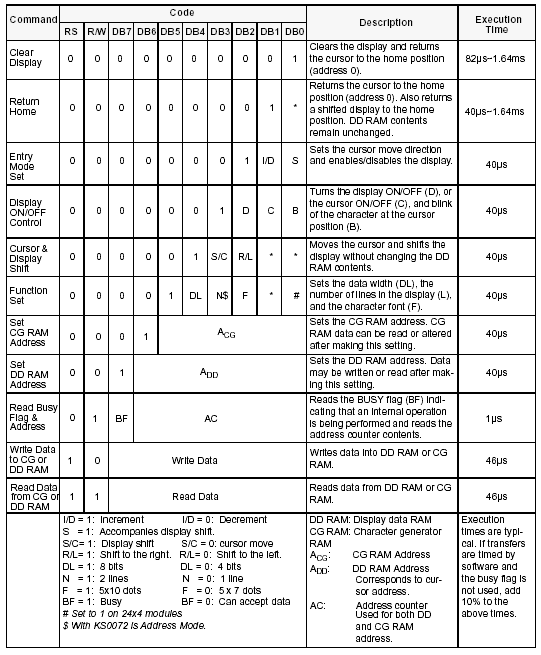 Command Code Description Execution Time
RS R/W DB7 DB6 DB5 DB4 DB3 DB2 DB1 DB0
Clear Display 0 0 0 0 0 0 0 0 0 1 Clears the display and returns the cursor to the home position (address 0). 82µs~1.64ms
Return Home 0 0 0 0 0 0 0 0 1 * Returns the cursor to the home position (address 0). Also returns a shifted display to the home position. DD RAM contents remain unchanged. 40µs~1.64ms
Entry Mode Set 0 0 0 0 0 0 0 1 I/D S Sets the cursor move direction and enables/disables the display. 40µs
Display ON/OFF Control 0 0 0 0 0 0 1 D C B Turns the display ON/OFF (D), or the cursor ON/OFF (C), and blink of the character at the cursor position (B). 40µs
Cursor & Display Shift 0 0 0 0 0 1 S/C R/L * * Moves the cursor and shifts the display without changing the DD RAM contents. 40µs
Function Set 0 0 0 0 1 DL N$ F * # Sets the data width (DL), the number of lines in the display (L), and the character font (F). 40µs
Set CG RAM Address 0 0 0 1 ACG Sets the CG RAM address. CG RAM data can be read or altered after making this setting. 40µs
Set DD RAM Address 0 0 1 ADD Sets the DD RAM address. Data may be written or read after mak- ing this setting. 40µs
Read Busy Flag & Address 0 1 BF AC Reads the BUSY flag (BF) indi- cating that an internal operation is being performed and reads the address counter contents. 1µs
Write Data to CG or DD RAM 1 0 Write Data Writes data into DD RAM or CG RAM. 46µs
Read Data from CG or DD RAM 1 1 Read Data Reads data from DD RAM or CG RAM. 46µs
I/D = 1: Increment I/D = 0: Decrement
S = 1: Accompanies display shift.
S/C= 1: Display shift S/C = 0: cursor move
R/L= 1: Shift to the right. R/L= 0: Shift to the left.
DL = 1: 8 bits DL = 0: 4 bits
N = 1: 2 lines N = 0: 1 line
F = 1: 5x10 dots F = 0: 5 x 7 dots
BF = 1: Busy BF = 0: Can accept data
# Set to 1 on 24x4 modules
$ With KS0072 is Address Mode.
DD RAM: Display data RAM
CG RAM: Character generator
RAM
ACG: CG RAM Address
ADD: DD RAM Address
Corresponds to cur-
sor address.
AC: Address counter
Used for both DD
and CG RAM
address.
Execution
times are typi-
cal. If transfers
are timed by
software and
the busy flag is
not used, add
10% to the
above times.